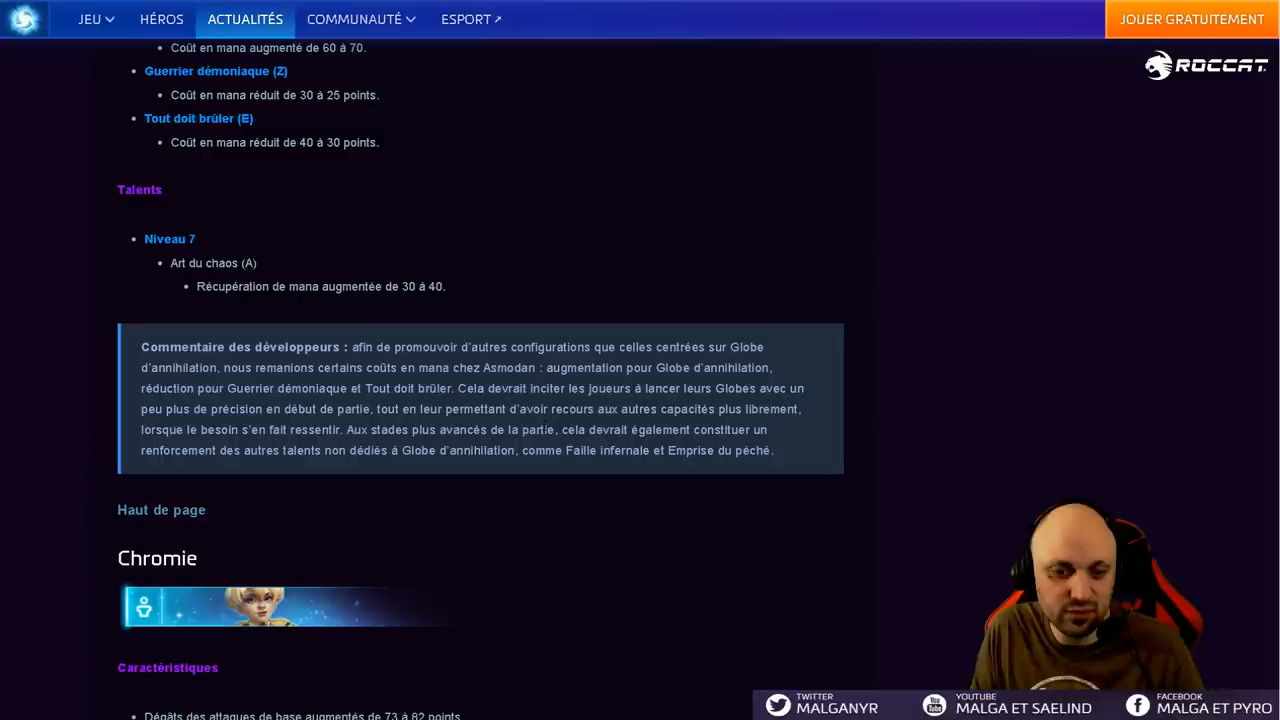 JEU HÉROS ACTUALITÉS COMMUNAUTÉ ESPORT JOUER GRATUITEMENT
ROCCAT
Coût en mana augmenté de 60 à 70.
Guerrier démoniaque (Z)
Coût en mana réduit de 30 à 25 points.
Tout doit brûler (E)
Coût en mana réduit de 40 à 30 points.
Talents
Niveau 7
Art du chaos (A)
Récupération de mana augmentée de 30 à 40.
Commentaire des développeurs : afin de promouvoir d'autres configurations que celles centrées sur Globe
d'annihilation, nous remanions certains coûts en mana chez Asmodan : augmentation pour Globe d'annihilation,
réduction pour Guerrier démoniaque et Tout doit brûler. Cela devrait inciter les joueurs à lancer leurs Globes avec un
peu plus de précision en début de partie, tout en leur permettant d'avoir recours aux autres capacités plus librement,
lorsque le besoin s'en fait ressentir. Aux stades plus avancés de la partie, cela devrait également constituer un
renforcement des autres talents non dédiés à Globe d'annihilation, comme Faille infernale et Emprise du péché.
Haut de page
Chromie
Caractéristiques
Dégâts des attaques de base augmentés de 73 à 82 points
TWITTER
MALGANYR
YOUTUBE
MALGA ET SAELIND
FACEBOOK
MALGA ET PYRO